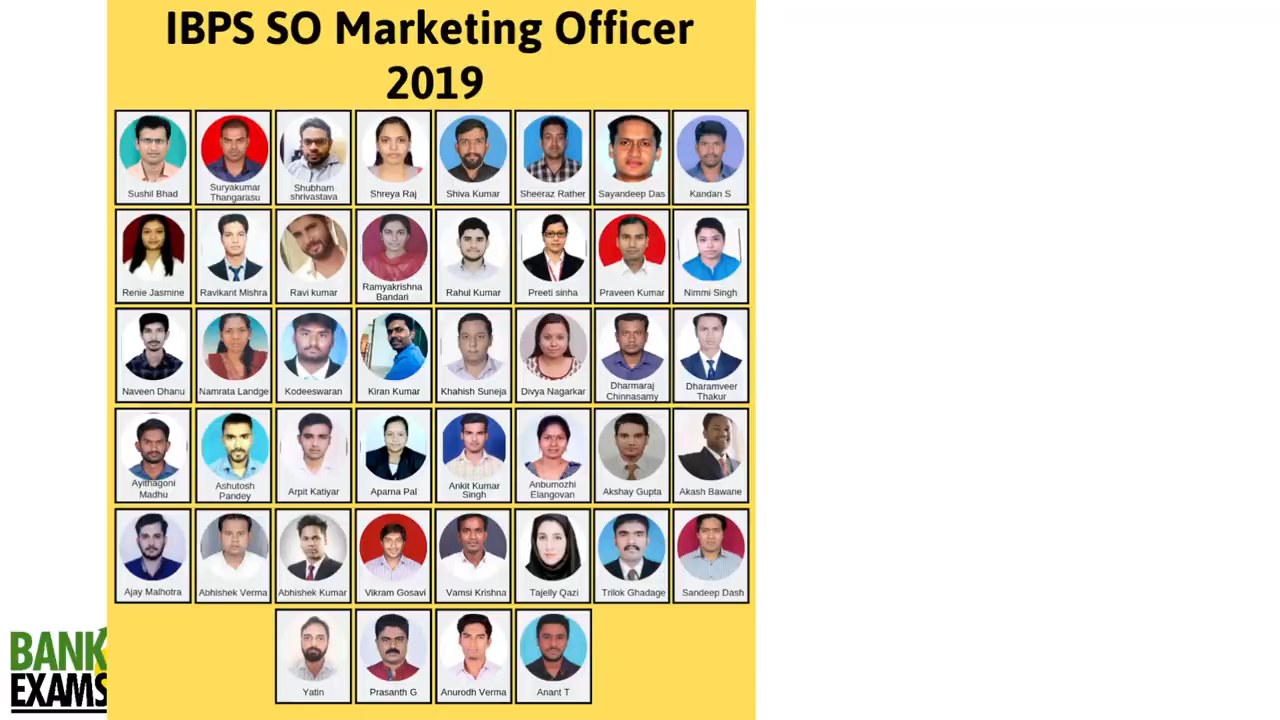 IBPS SO Marketing Officer
2019
Sushil Bhad
Suryakumar
Thangarasu
Shubham
shrivastava
Shreya Raj
Shiva Kumar
Sheeraz Rather
Sayandeep Das
Kandan S
Renie Jasmine
Ravikant Mishra
Ravi kumar
Ramyakrishna
Bandari
Rahul Kumar
Preeti sinha
Praveen Kumar
Nimmi Singh
Naveen Dhanu
Namrata Landge
Kodeeswaran
Kiran Kumar
Khahish Suneja
Divya Nagarkar
Dharmaraj
Chinnasamy
Dharamveer
Thakur
Ayithagoni
Madhu
Ashutosh
Pandey
Arpit Katiyar
Aparna Pal
Ankit Kumar
Singh
Anbumozhi
Elangovan
Akshay Gupta
Akash Bawane
Ajay Malhotra
Abhishek Verma
Abhishek Kumar
Vikram Gosavi
Vamsi Krishna
Tajelly Qazi
Trilok Ghadage
Sandeep Dash
Yatin
Prasanth G
Anurodh Verma
Anant T
BANK
EXAMS